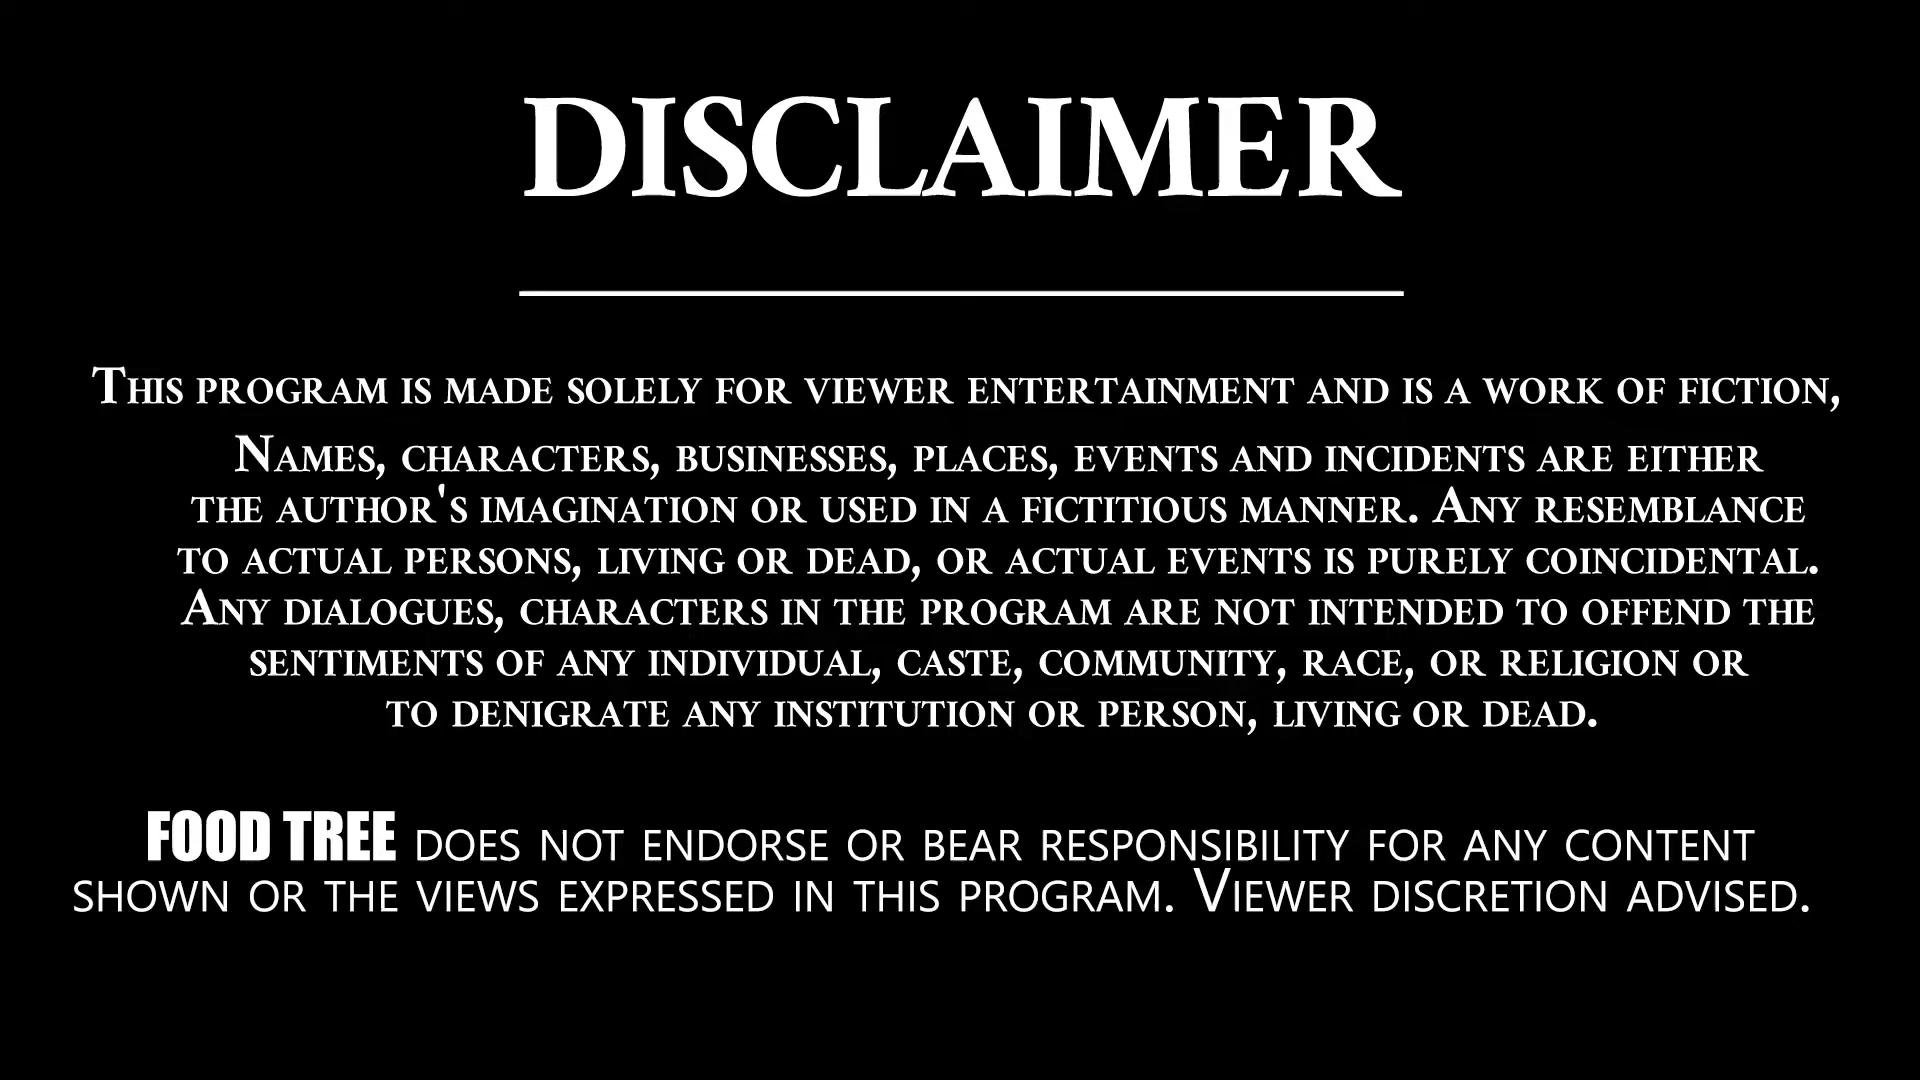 DISCLAIMER
This program is made solely for viewer entertainment and is a work of fiction,
Names, characters, businesses, places, events and incidents are either
the author's imagination or used in a fictitious manner. Any resemblance
to actual persons, living or dead, or actual events is purely coincidental.
Any dialogues, characters in the program are not intended to offend the
sentiments of any individual, caste, community, race, or religion or
to denigrate any institution or person, living or dead.
FOOD TREE does not endorse or bear responsibility for any content
shown or the views expressed in this program. Viewer discretion advised.